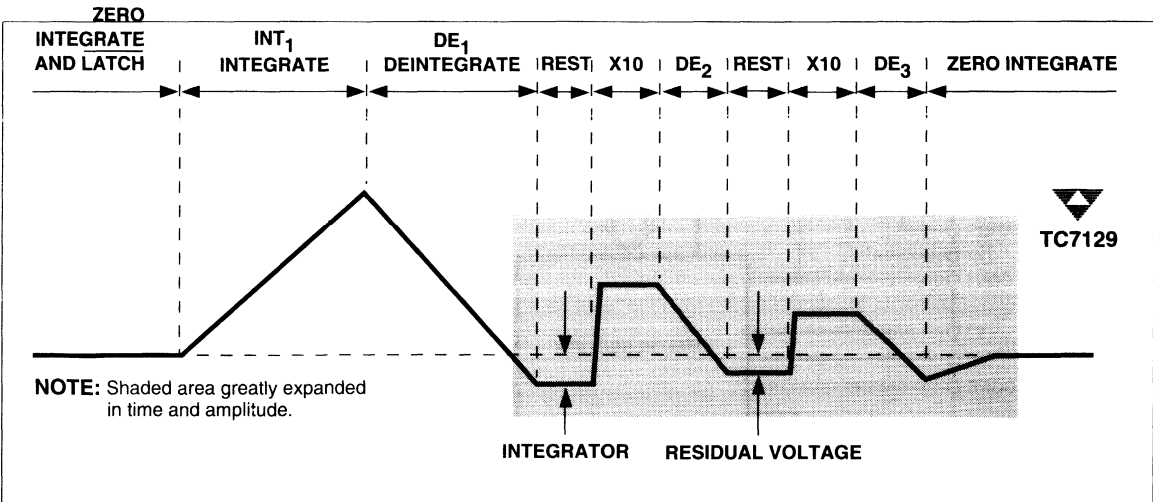 ZERO
INTEGRATE
AND LATCH
INT1
INTEGRATE
DE1
DEINTEGRATE
REST
X10
DE2
REST
X10
DE3
ZERO INTEGRATE
TC7129
NOTE: Shaded area greatly expanded
in time and amplitude.
INTEGRATOR
RESIDUAL VOLTAGE